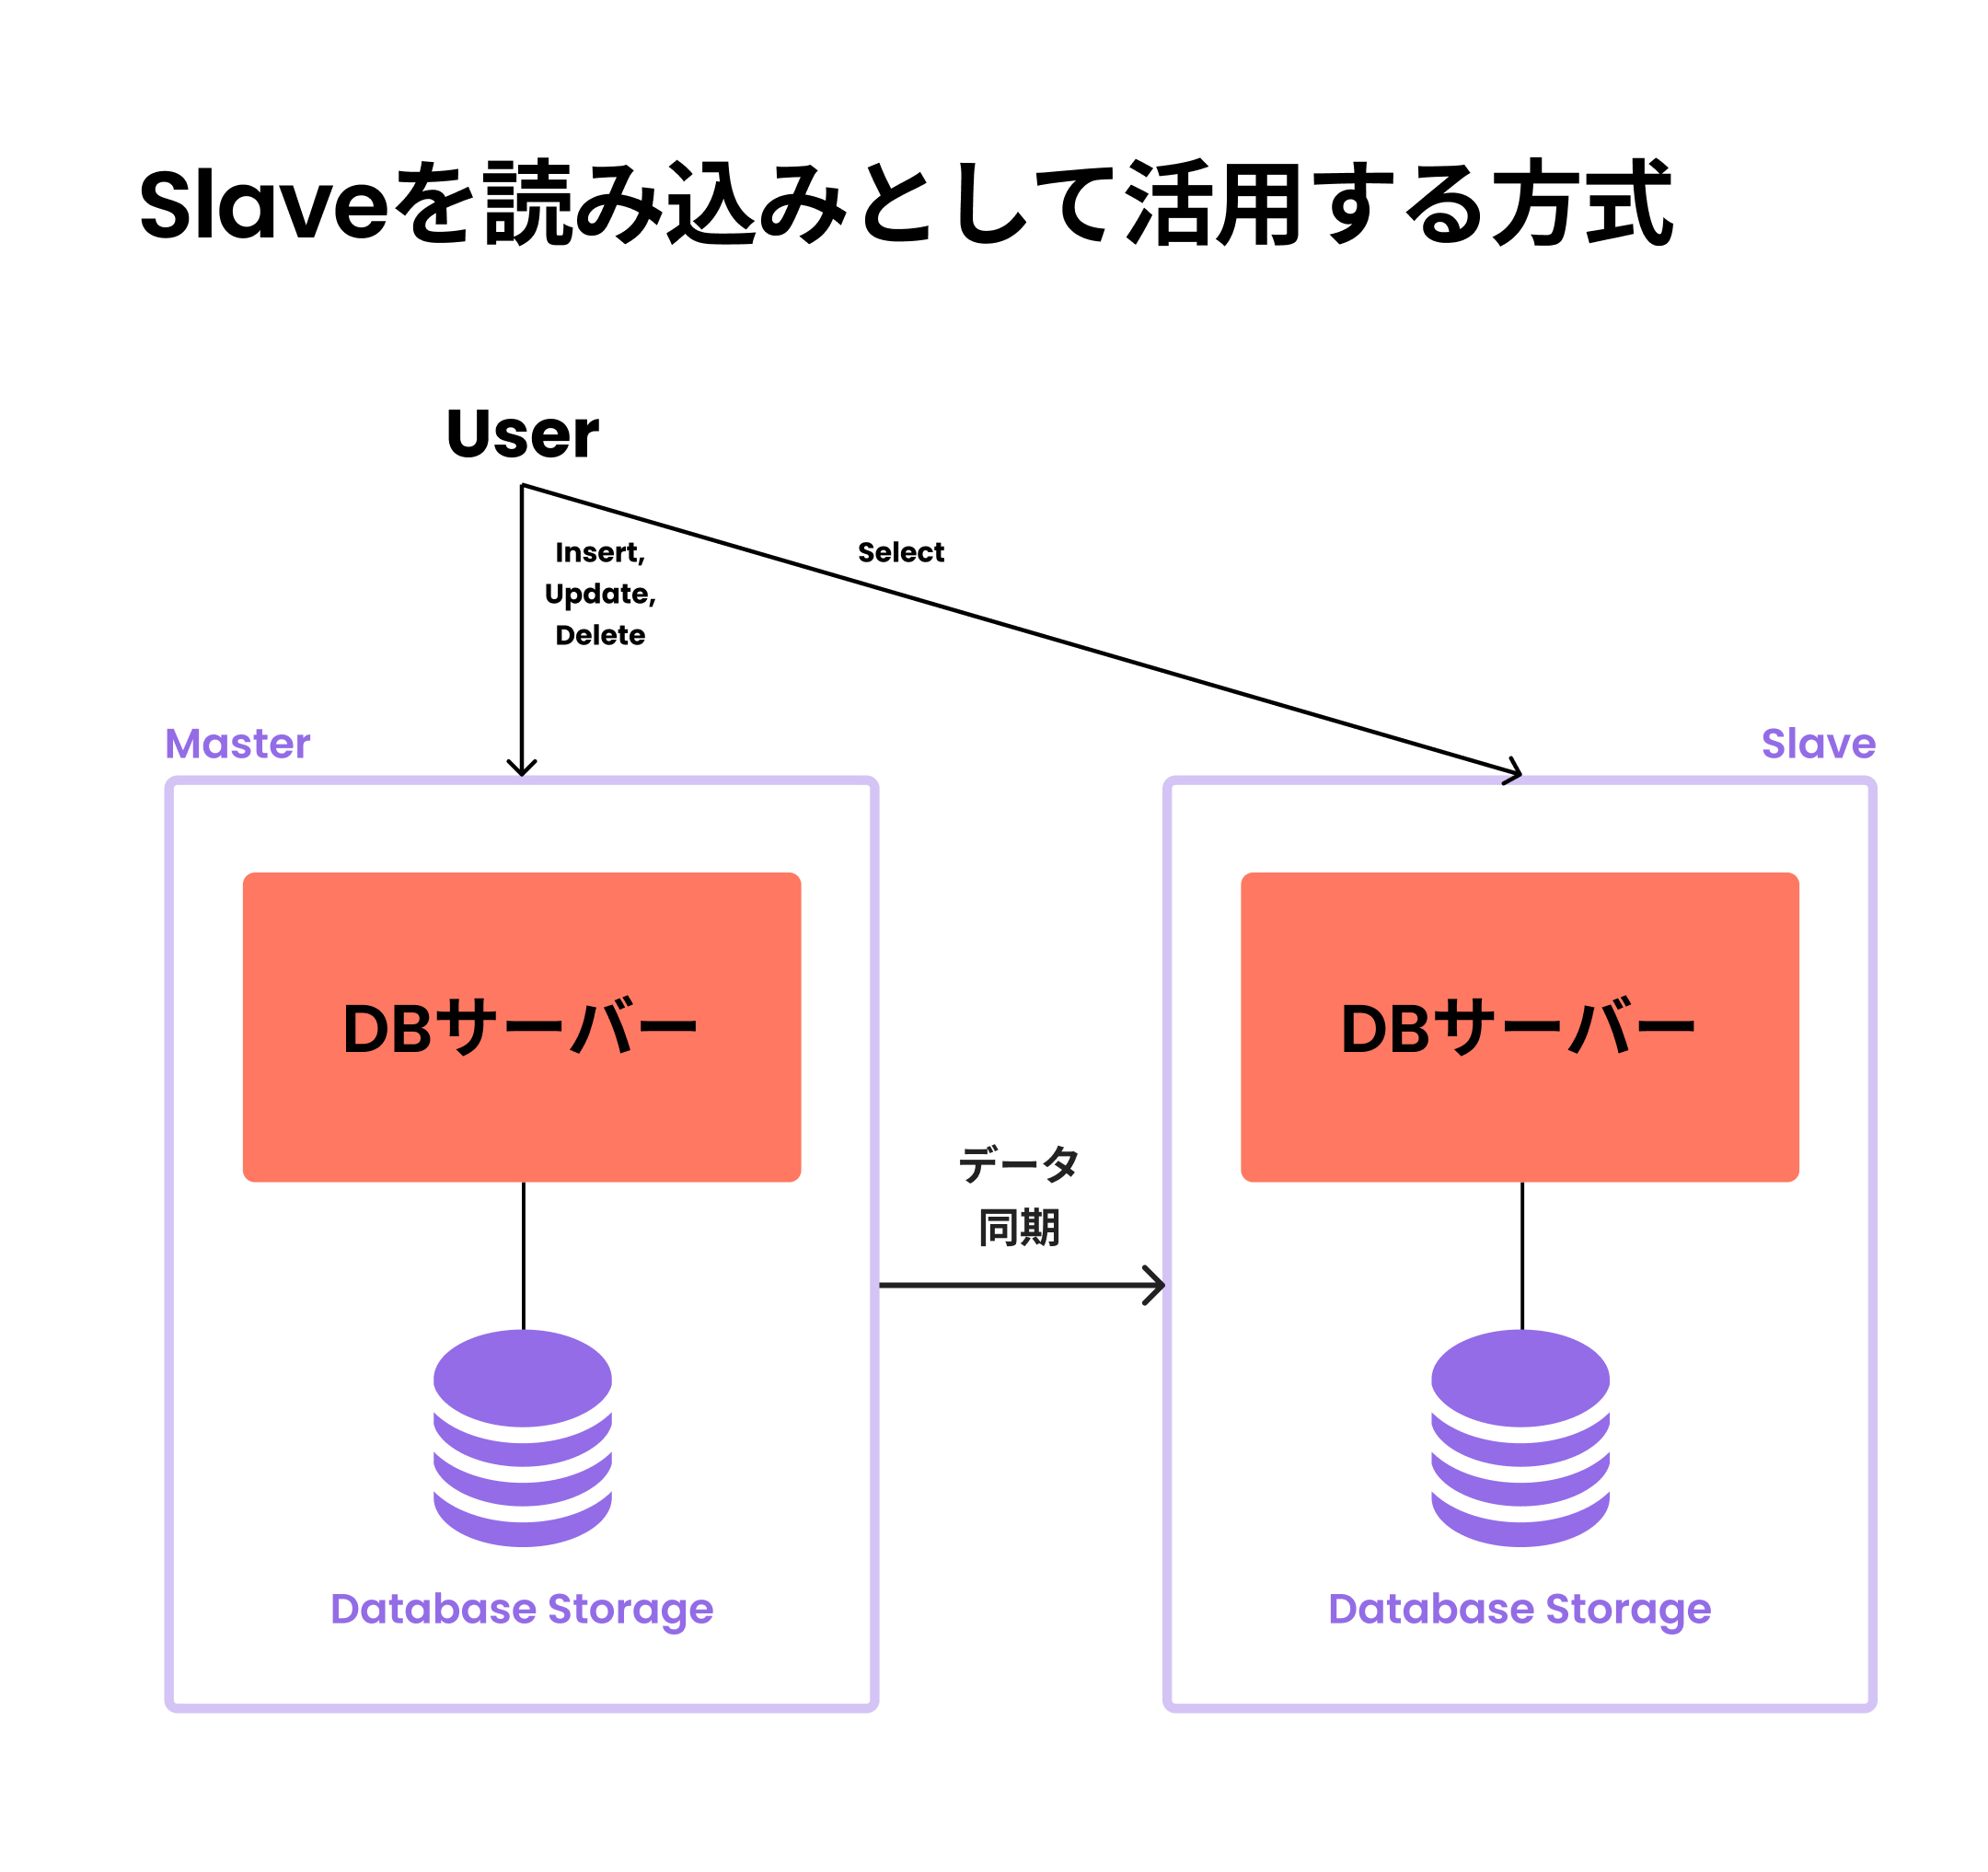 Slaveを読み込みとして活用する方式
User
Insert,
Update,
Delete
Select
Master
Slave
DBサーバー
DBサーバー
データ
同期
Database Storage
Database Storage